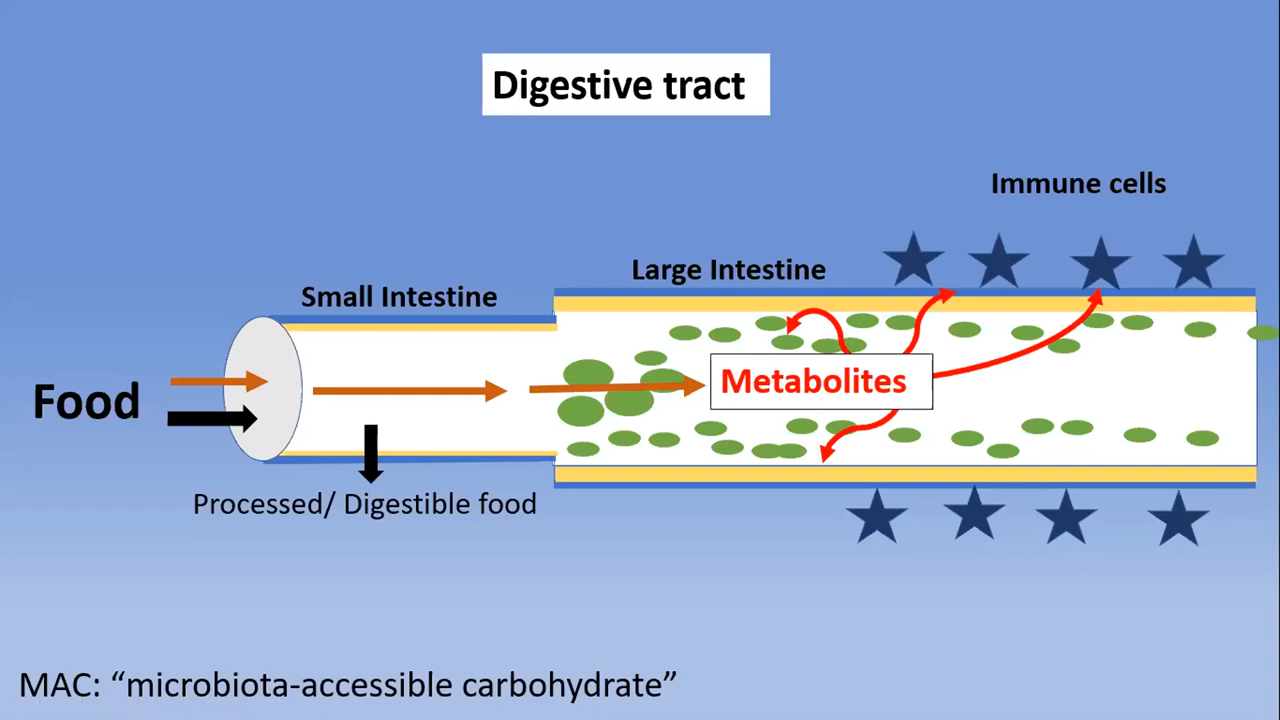 Digestive tract
Immune cells
Large Intestine
Small Intestine
Metabolites
Food
Processed/ Digestible food
MAC: “microbiota-accessible carbohydrate”